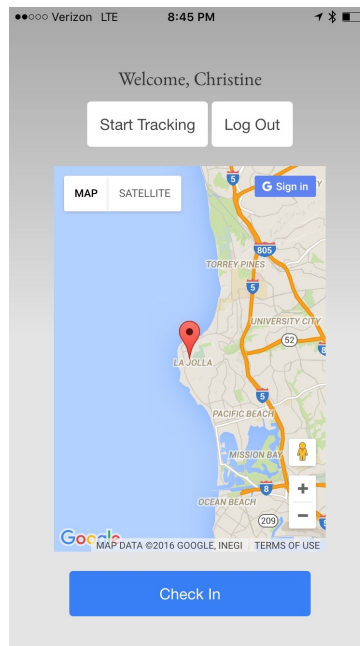 Verizon LTE 8:45 PM
Welcome, Christine
Start Tracking Log Out
MAP SATELLITE
G Sign in
5
805
TORREY PINES
5
UNIVERSITY CITY
52
LA JOLLA
5
PACIFIC BEACH
MISSION BAY
8
OCEAN BEACH
209
Google
MAP DATA ©2016 GOOGLE, INEGI TERMS OF USE
Check In